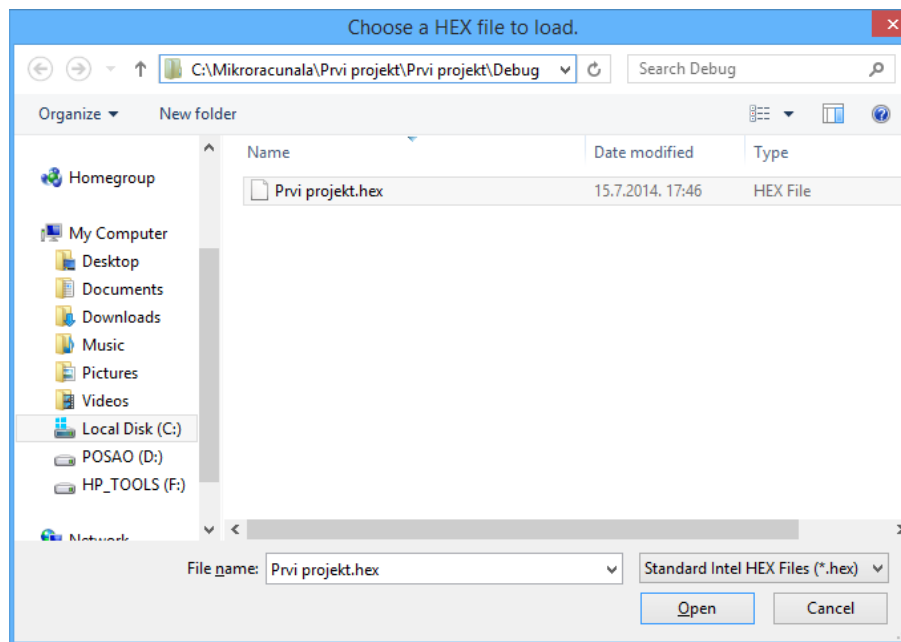 Choose a HEX file to load.
C:\Mikroracunala\Prvi projekt\Prvi projekt\Debug
Search Debug
Organize
New folder
Name
Date modified
Type
Homegroup
Prvi projekt.hex
15.7.2014. 17:46
HEX File
My Computer
Desktop
Documents
Downloads
Music
Pictures
Videos
Local Disk (C:)
POSAO (D:)
HP_TOOLS (F:)
Network
File name:
Prvi projekt.hex
Standard Intel HEX Files (*.hex)
Open
Cancel